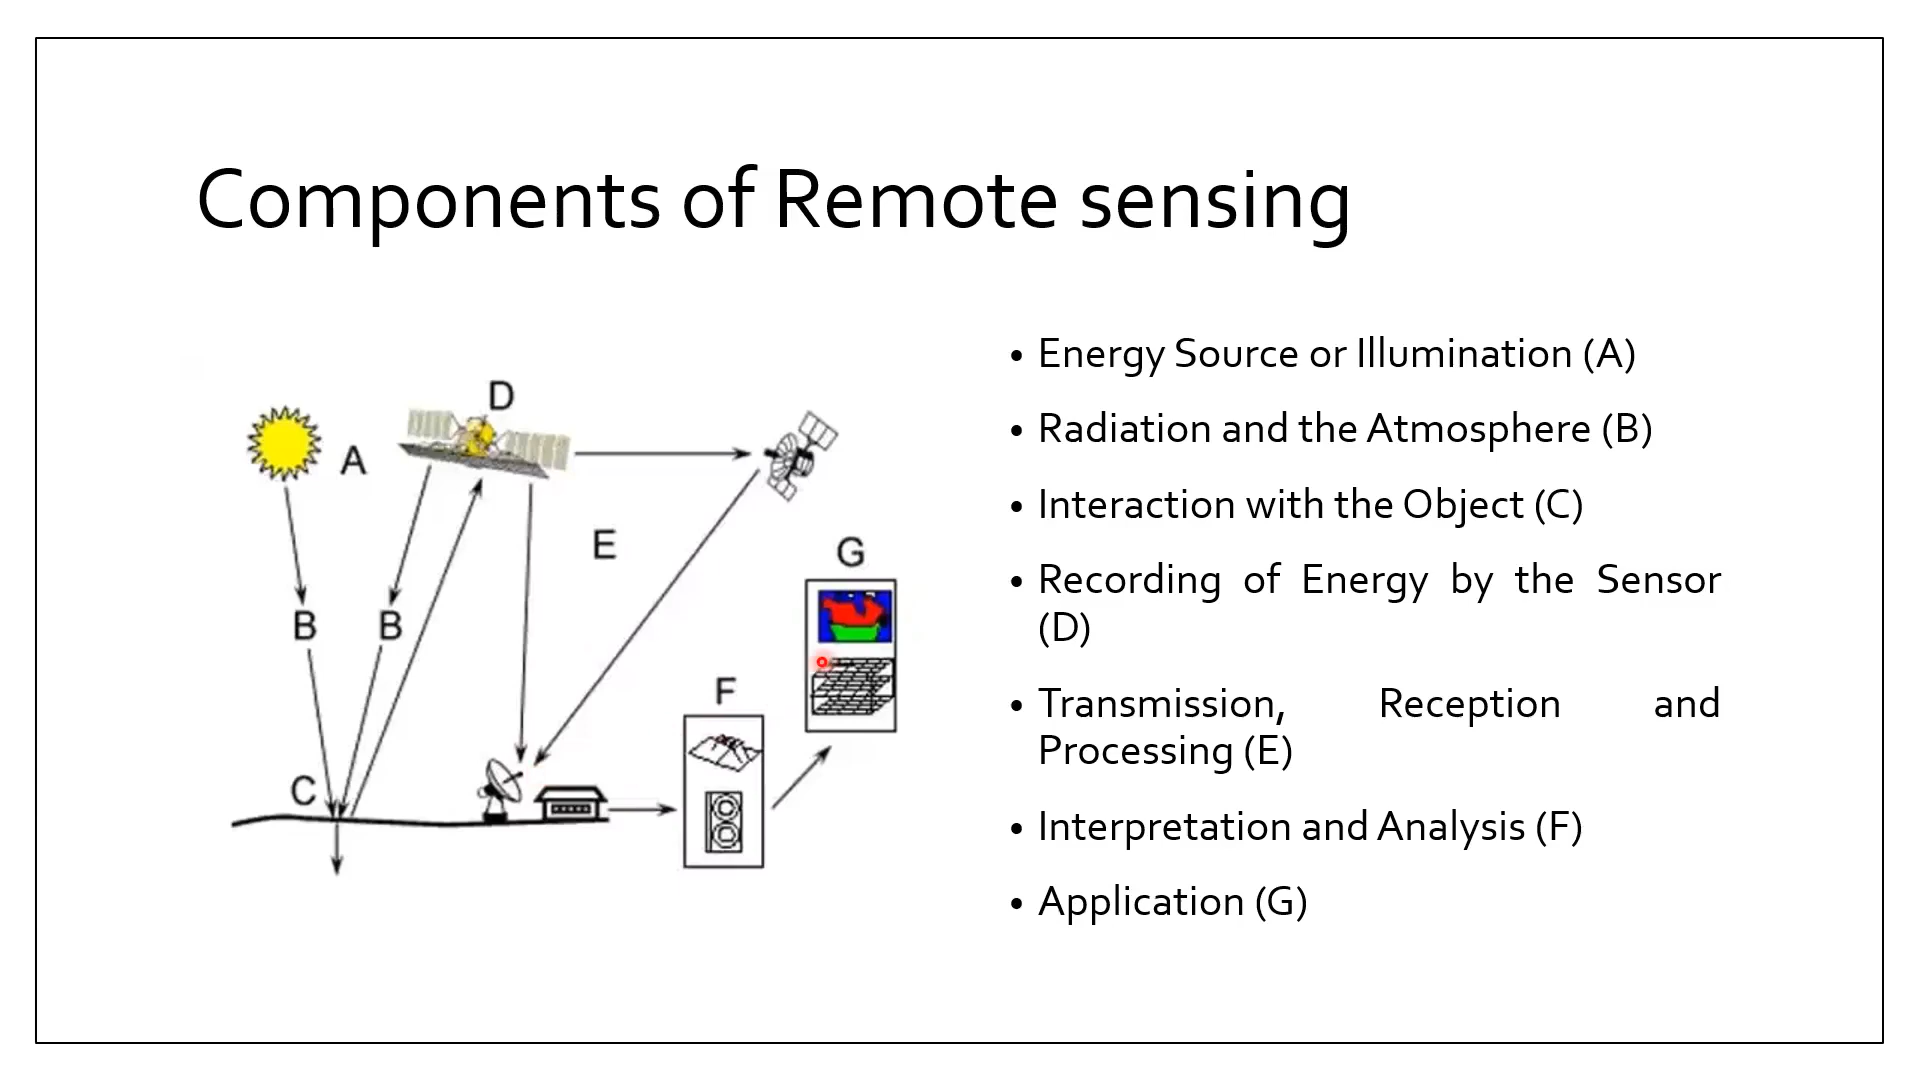 Components of Remote sensing
• Energy Source or Illumination (A)
• Radiation and the Atmosphere (B)
• Interaction with the Object (C)
• Recording of Energy by the Sensor
(D)
• Transmission, Reception and
Processing (E)
• Interpretation and Analysis (F)
• Application (G)
D
A
E
G
B
B
F
C